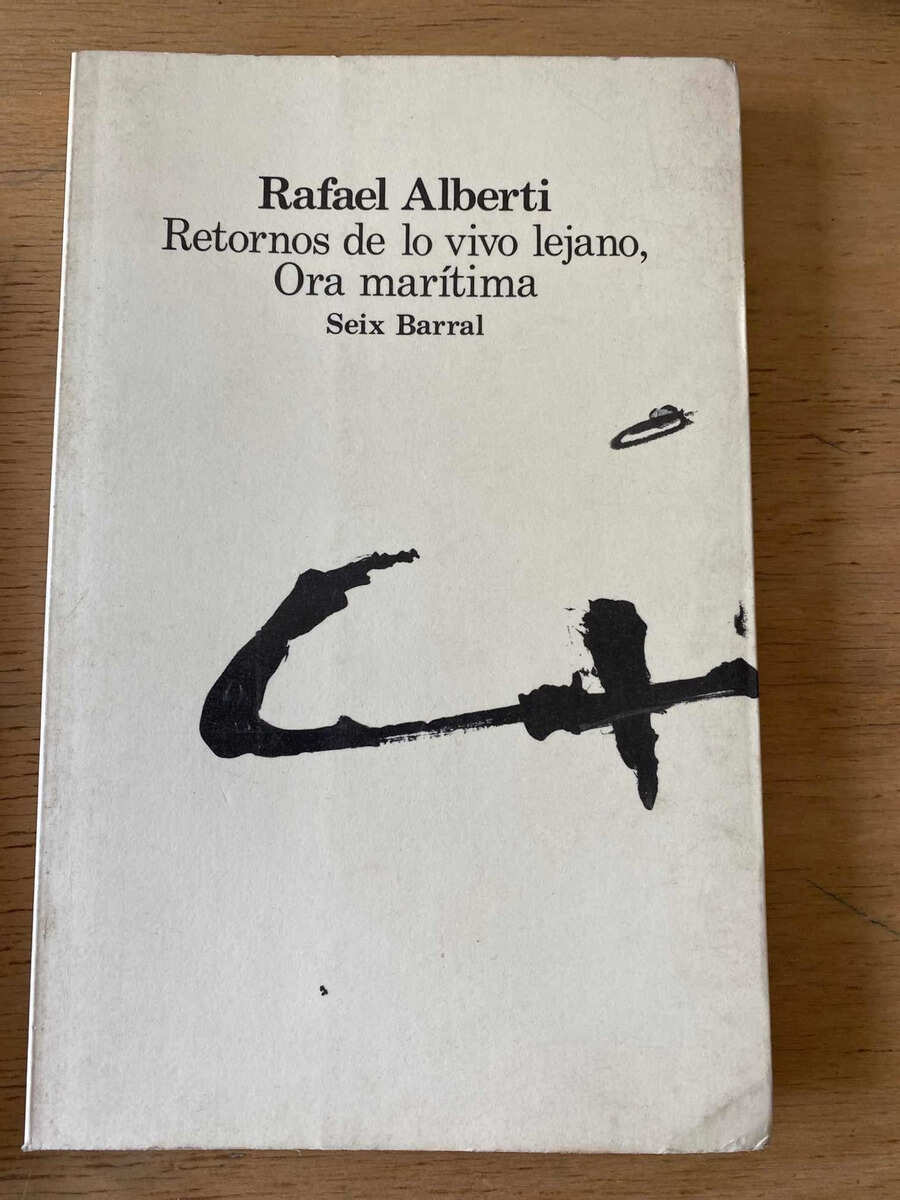 Rafael Alberti
Retornos de lo vivo lejano,
Ora marítima
Seix Barral